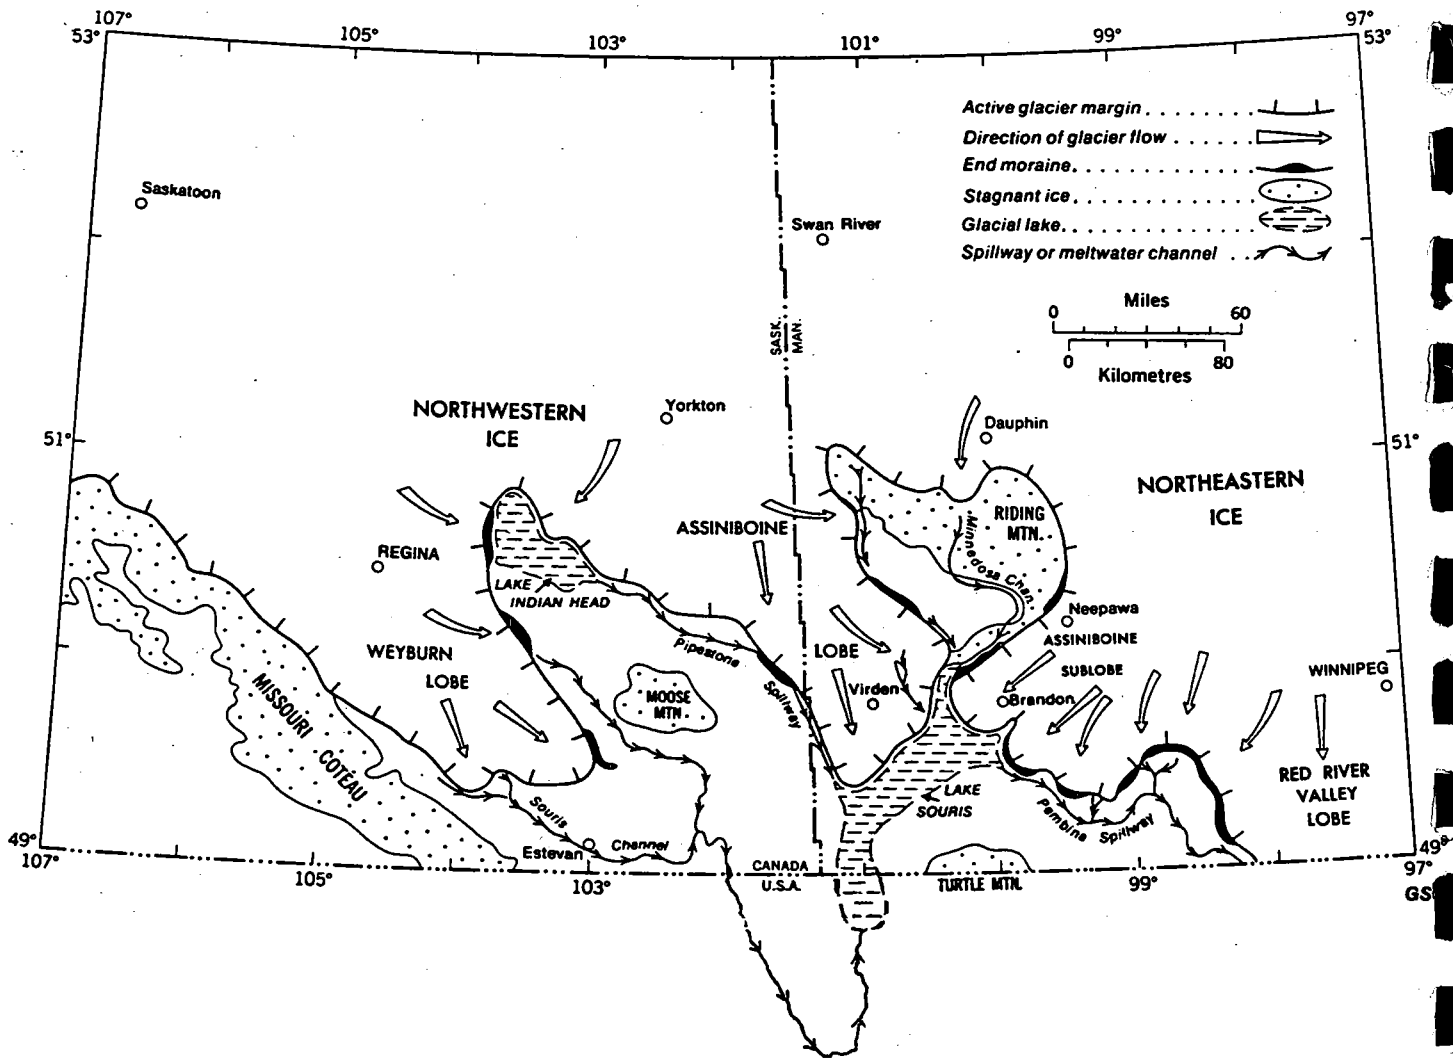 107°
105°
103°
101°
99°
97°
53°
53°
Active glacier margin . . . . . . .
Direction of glacier flow . . . . . .
End moraine. . . . . . . . . . . .
Stagnant ice . . . . . . . . . . . .
Glacial lake. . . . . . . . . . . . .
Spillway or meltwater channel . .
Saskatoon
Swan River
Miles
0 60
0 80
Kilometres
SASK.
MAN.
NORTHWESTERN
ICE
Yorkton
Dauphin
51°
51°
NORTHEASTERN
ICE
RIDING
MTN.
ASSINIBOINE
REGINA
Minnedosa Chan.
LAKE
INDIAN HEAD
Neepawa
Pipestone
Spillway
ASSINIBOINE
SUBLOBE
LOBE
WEYBURN
LOBE
WINNIPEG
MOOSE
MTN.
Virden
Brandon
MISSOURI
COTEAU
LAKE
SOURIS
RED RIVER
VALLEY
LOBE
Souris
Channel
Pembina
Spillway
Estevan
49°
49°
107°
105°
103°
CANADA
U.S.A.
TURTLE MTN.
99°
97°
GS